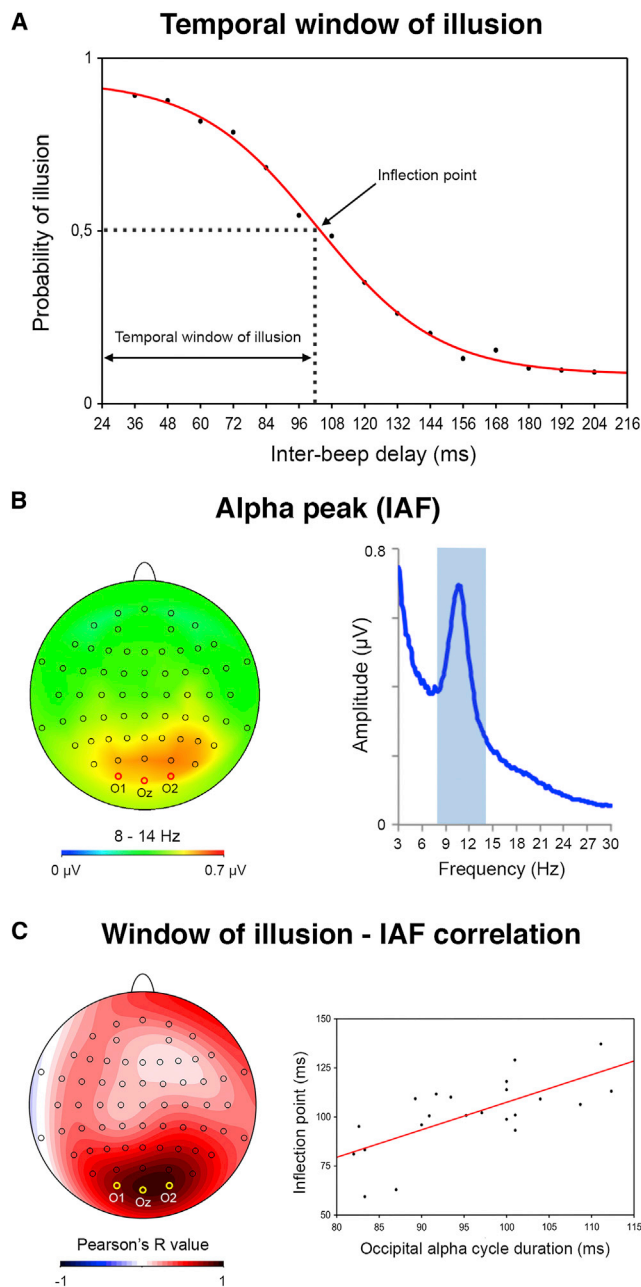 A
Temporal window of illusion
1
0,5
0
Probability of illusion
Inflection point
Temporal window of illusion
24 36 48 60 72 84 96 108 120 132 144 156 168 180 192 204 216
Inter-beep delay (ms)
B
Alpha peak (IAF)
O1 Oz O2
8 - 14 Hz
0 µV 0.7 µV
0.8
0
Amplitude (µV)
3 6 9 12 15 18 21 24 27 30
Frequency (Hz)
C
Window of illusion - IAF correlation
O1 Oz O2
Pearson's R value
-1 1
150
125
100
75
50
Inflection point (ms)
80 85 90 95 100 105 110 115
Occipital alpha cycle duration (ms)